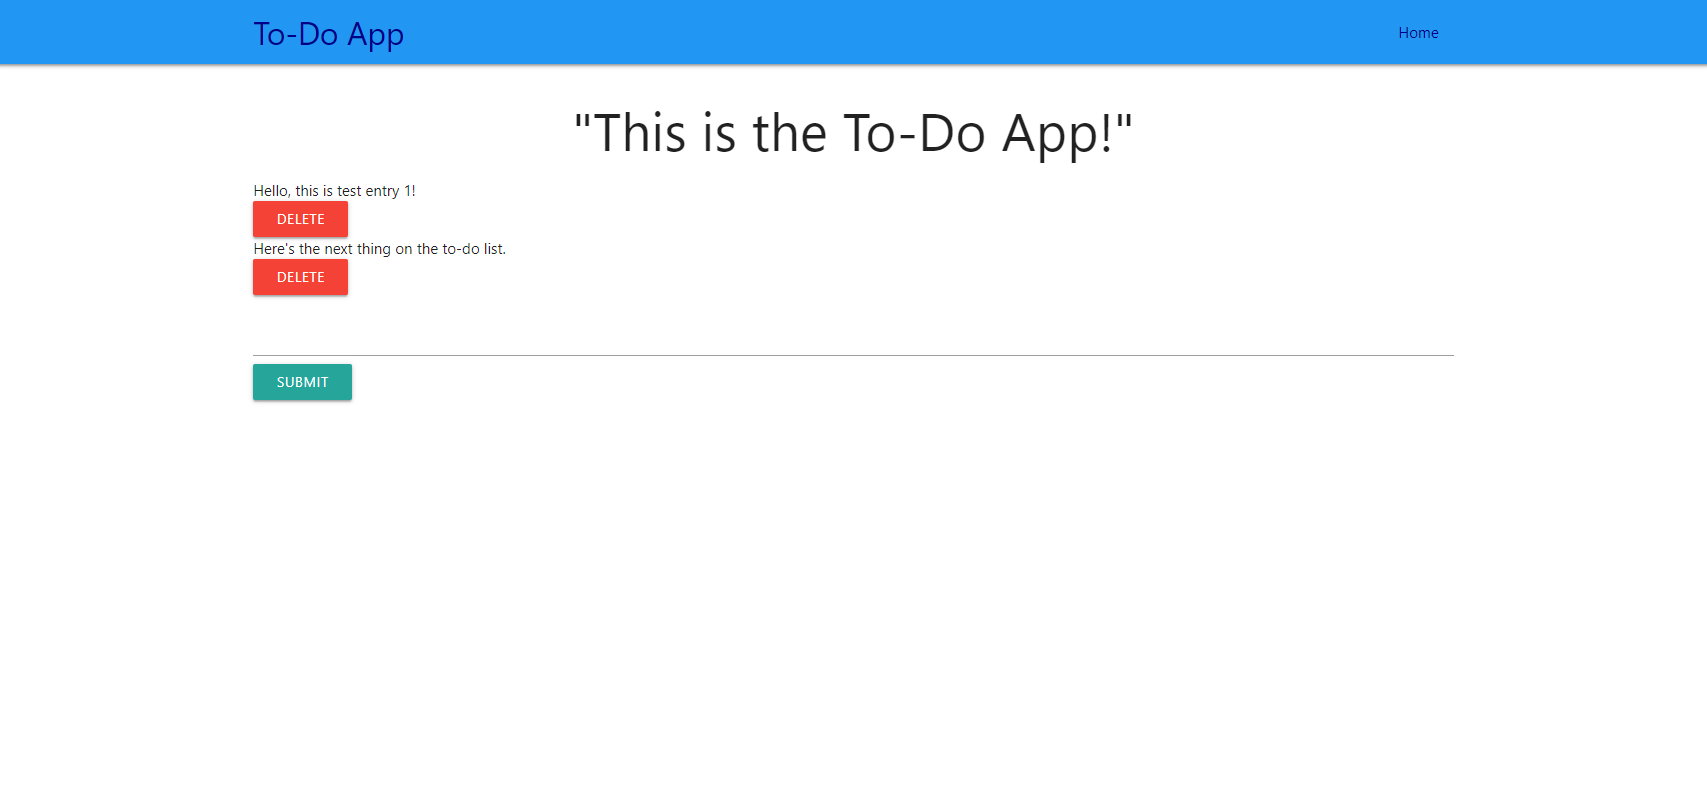 To-Do App
Home
"This is the To-Do App!"
Hello, this is test entry 1!
DELETE
Here's the next thing on the to-do list.
DELETE
SUBMIT